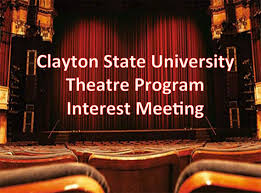 Clayton State University
Theatre Program
Interest Meeting